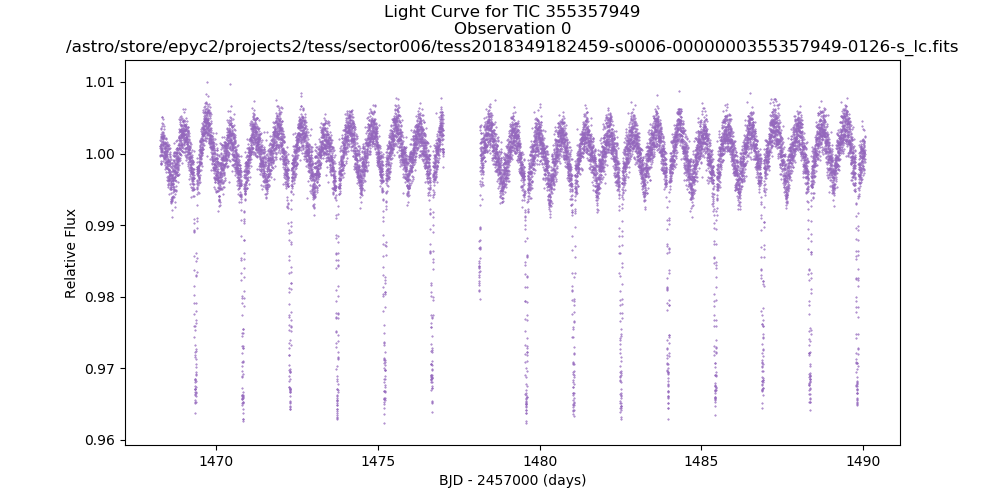 Light Curve for TIC 355357949
Observation 0
/astro/store/epyc2/projects2/tess/sector006/tess2018349182459-s0006-0000000355357949-0126-s_lc.fits
1.01
1.00
0.99
0.98
0.97
0.96
Relative Flux
1470
1475
1480
1485
1490
BJD - 2457000 (days)